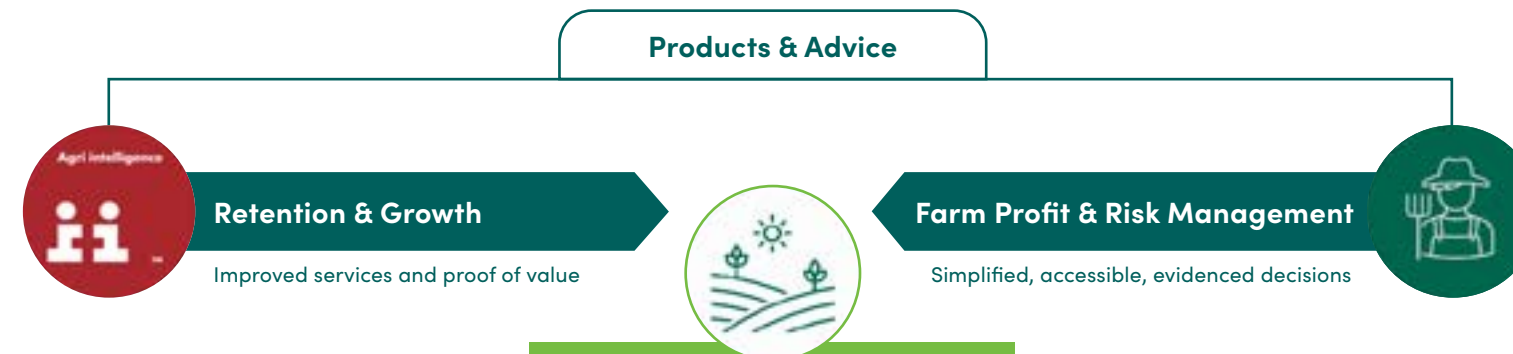 Products & Advice
Agri intelligence
Retention & Growth
Farm Profit & Risk Management
Improved services and proof of value
Simplified, accessible, evidenced decisions